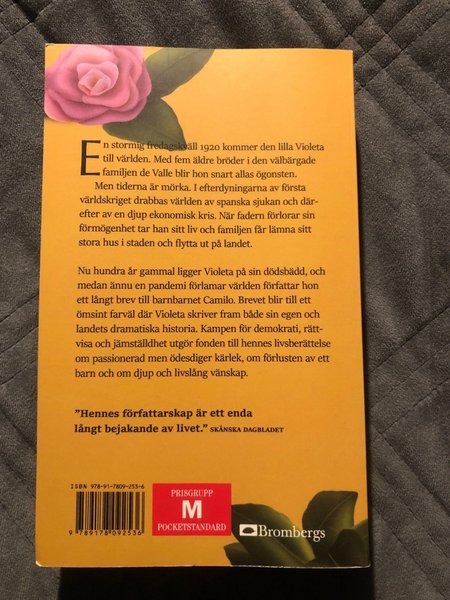 En stormig fredagskväll 1920 kommer den lilla Violeta
till världen. Med fem äldre bröder i den välbärgade
familjen de Valle blir hon snart allas ögonsten.
Men tiderna är mörka. I efterdyningarna av första
världskriget drabbas världen av spanska sjukan och där-
efter av en djup ekonomisk kris. När fadern förlorar sin
förmögenhet tar han sitt liv och familjen får lämna sitt
stora hus i staden och flytta ut på landet.
Nu hundra år gammal ligger Violeta på sin dödsbädd, och
medan ännu en pandemi förlamar världen författar hon
ett långt brev till barnbarnet Camilo. Brevet blir till ett
ömsint farväl där Violeta skriver fram både sin egen och
landets dramatiska historia. Kampen för demokrati, rätt-
visa och jämställdhet utgör fonden till hennes livsberättelse
om passionerad men ödesdiger kärlek, om förlusten av ett
barn och om djup och livslång vänskap.
”Hennes författarskap är ett enda
långt bejakande av livet.” SKÅNSKA DAGBLADET
ISBN 978-91-7809-253-6
9 789178 092536
PRISGRUPP
M
POCKETSTANDARD
Brombergs